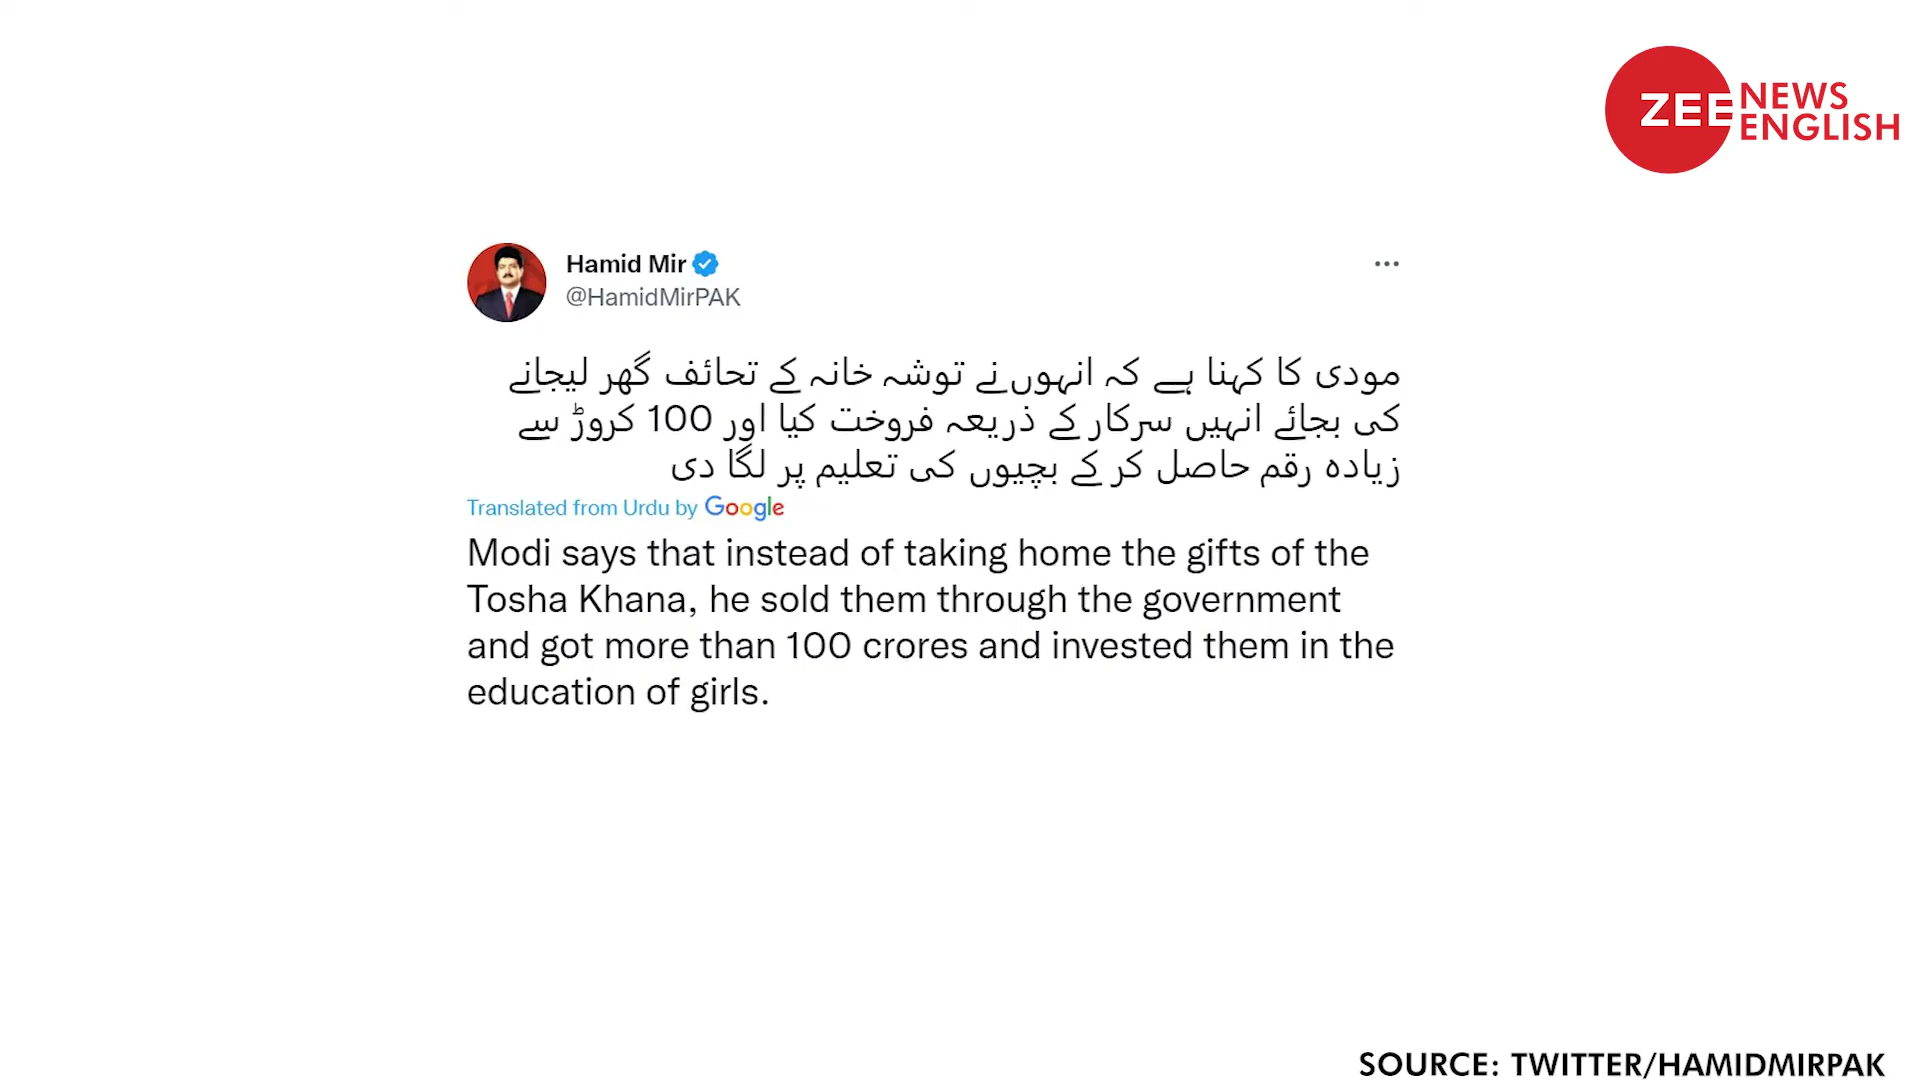 ZEE NEWS
ENGLISH
Hamid Mir
@HamidMirPAK
مودی کا کہنا ہے کہ انہوں نے توشہ خانہ کے تحائف گھر لیجانے
کی بجائے انہیں سرکار کے ذریعہ فروخت کیا اور 100 کروڑ سے
زیادہ رقم حاصل کر کے بچیوں کی تعلیم پر لگا دی
Translated from Urdu by Google
Modi says that instead of taking home the gifts of the
Tosha Khana, he sold them through the government
and got more than 100 crores and invested them in the
education of girls.
SOURCE: TWITTER/HAMIDMIRPAK